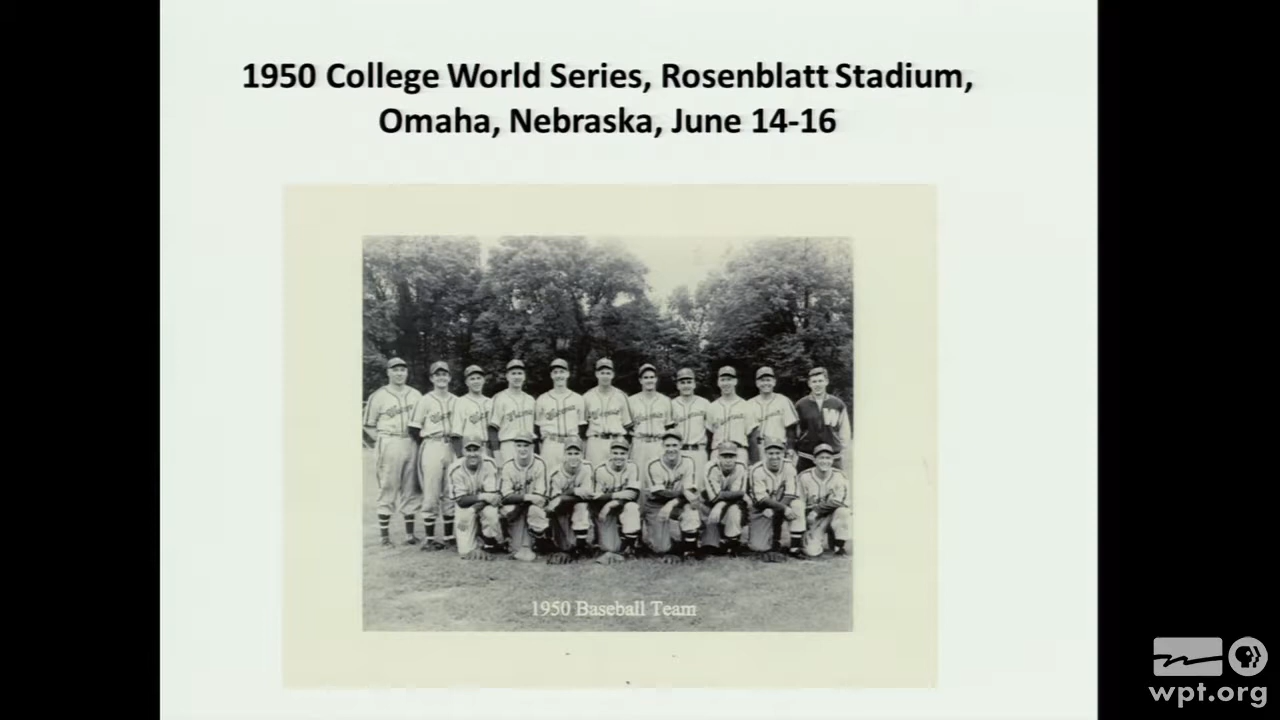 1950 College World Series, Rosenblatt Stadium,
Omaha, Nebraska, June 14-16
W
1950 Baseball Team
wpt.org